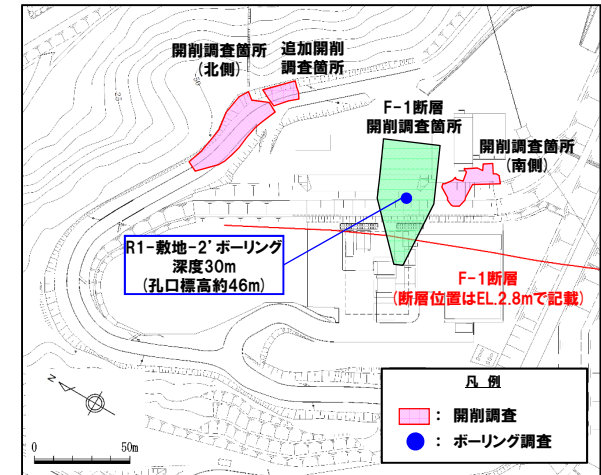 開削調査箇所
(北側)
追加開削
調査箇所
F-1断層
開削調査箇所
開削調査箇所
(南側)
R1-敷地-2'ボーリング
深度30m
(孔口標高約46m)
F-1断層
(断層位置はEL.2.8mで記載)
N
0 50m
凡 例
: 開削調査
: ボーリング調査